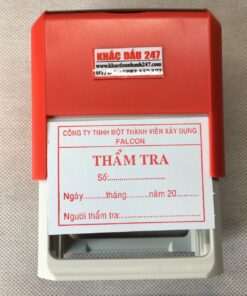 KHẮC DẤU 247
www.khacdaunhanh247.com
CÔNG TY TNHH MỘT THÀNH VIÊN XÂY DỰNG
FALCON
THẨM TRA
Số:..........................
Ngày.........tháng..........năm 20.........
Người thẩm tra:............................